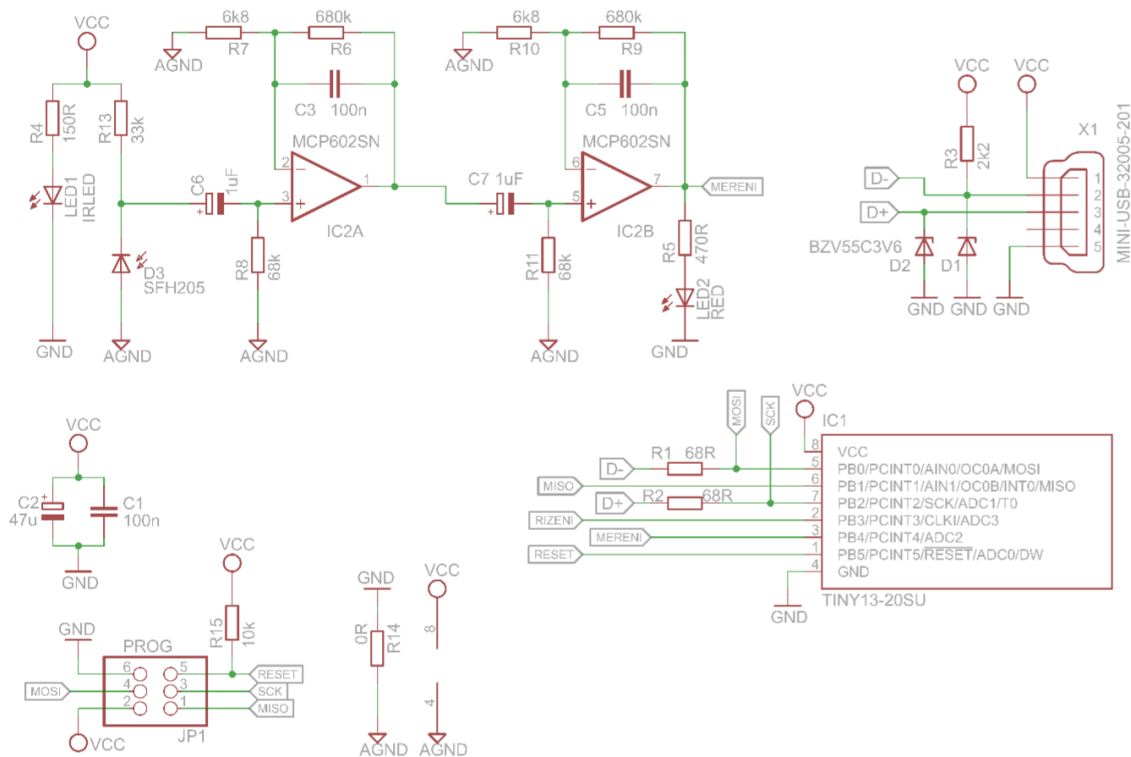 VCC
R4
150R
R13
33k
LED1
IRLED
GND
D3
SFH205
AGND
C6
1uF
+
R8
68k
AGND
AGND
6k8
R7
680k
R6
C3
100n
MCP602SN
2
3
1
IC2A
C7
1uF
+
R11
68k
AGND
AGND
6k8
R10
680k
R9
C5
100n
MCP602SN
6
5
7
IC2B
MERENI
R5
470R
LED2
RED
GND
VCC
VCC
R3
2k2
D-
D+
BZV55C3V6
D2
D1
GND
GND
GND
X1
1
2
3
4
5
MINI-USB-32005-201
VCC
C2
47u
+
C1
100n
GND
VCC
R15
10k
GND
PROG
6
5
4
3
2
1
MOSI
RESET
SCK
MISO
VCC
JP1
GND
0R
R14
AGND
VCC
8
4
AGND
MOSI
SCK
VCC
IC1
D-
R1
68R
MISO
D+
R2
68R
RIZENI
MERENI
RESET
GND
8
VCC
5
PB0/PCINT0/AIN0/OC0A/MOSI
6
PB1/PCINT1/AIN1/OC0B/INT0/MISO
7
PB2/PCINT2/SCK/ADC1/T0
2
PB3/PCINT3/CLKI/ADC3
3
PB4/PCINT4/ADC2
1
PB5/PCINT5/RESET/ADC0/DW
4
GND
TINY13-20SU